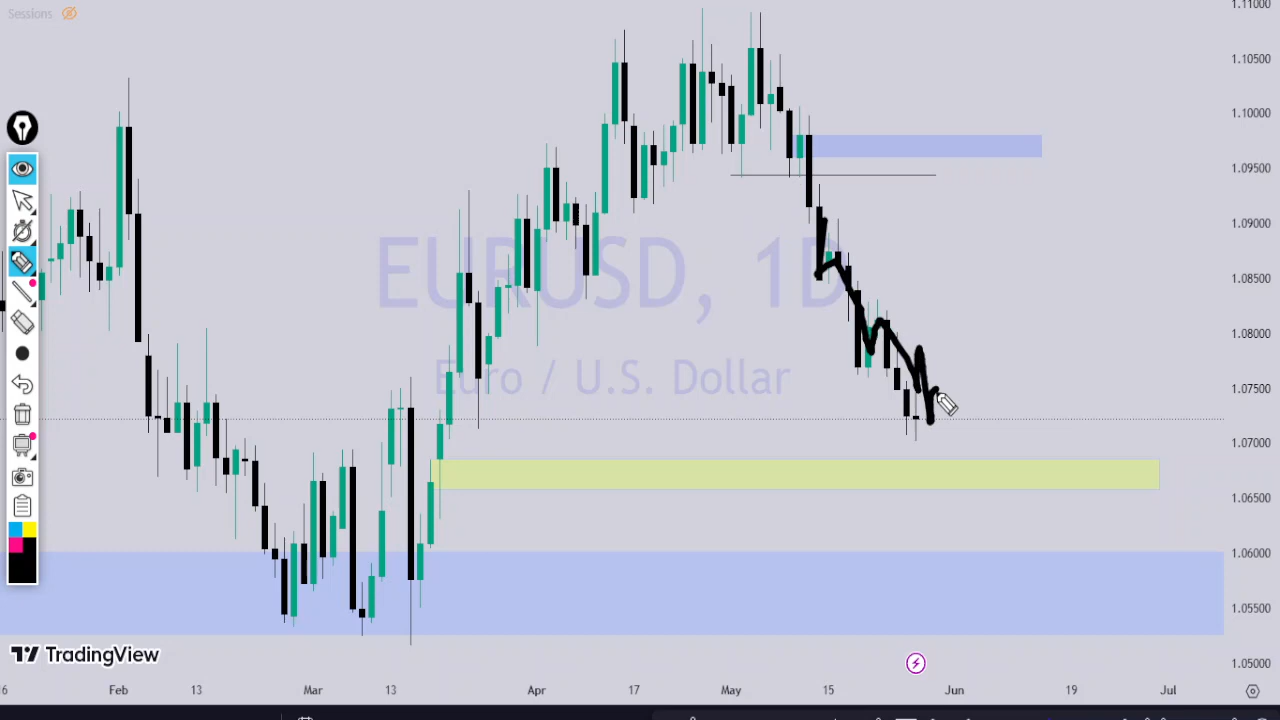 Sessions
EURUSD, 1D
Euro / U.S. Dollar
1.11000
1.10500
1.10000
1.09500
1.09000
1.08500
1.08000
1.07500
1.07000
1.06500
1.06000
1.05500
1.05000
TradingView
6 Feb 13 Mar 13 Apr 17 May 15 Jun 19 Jul